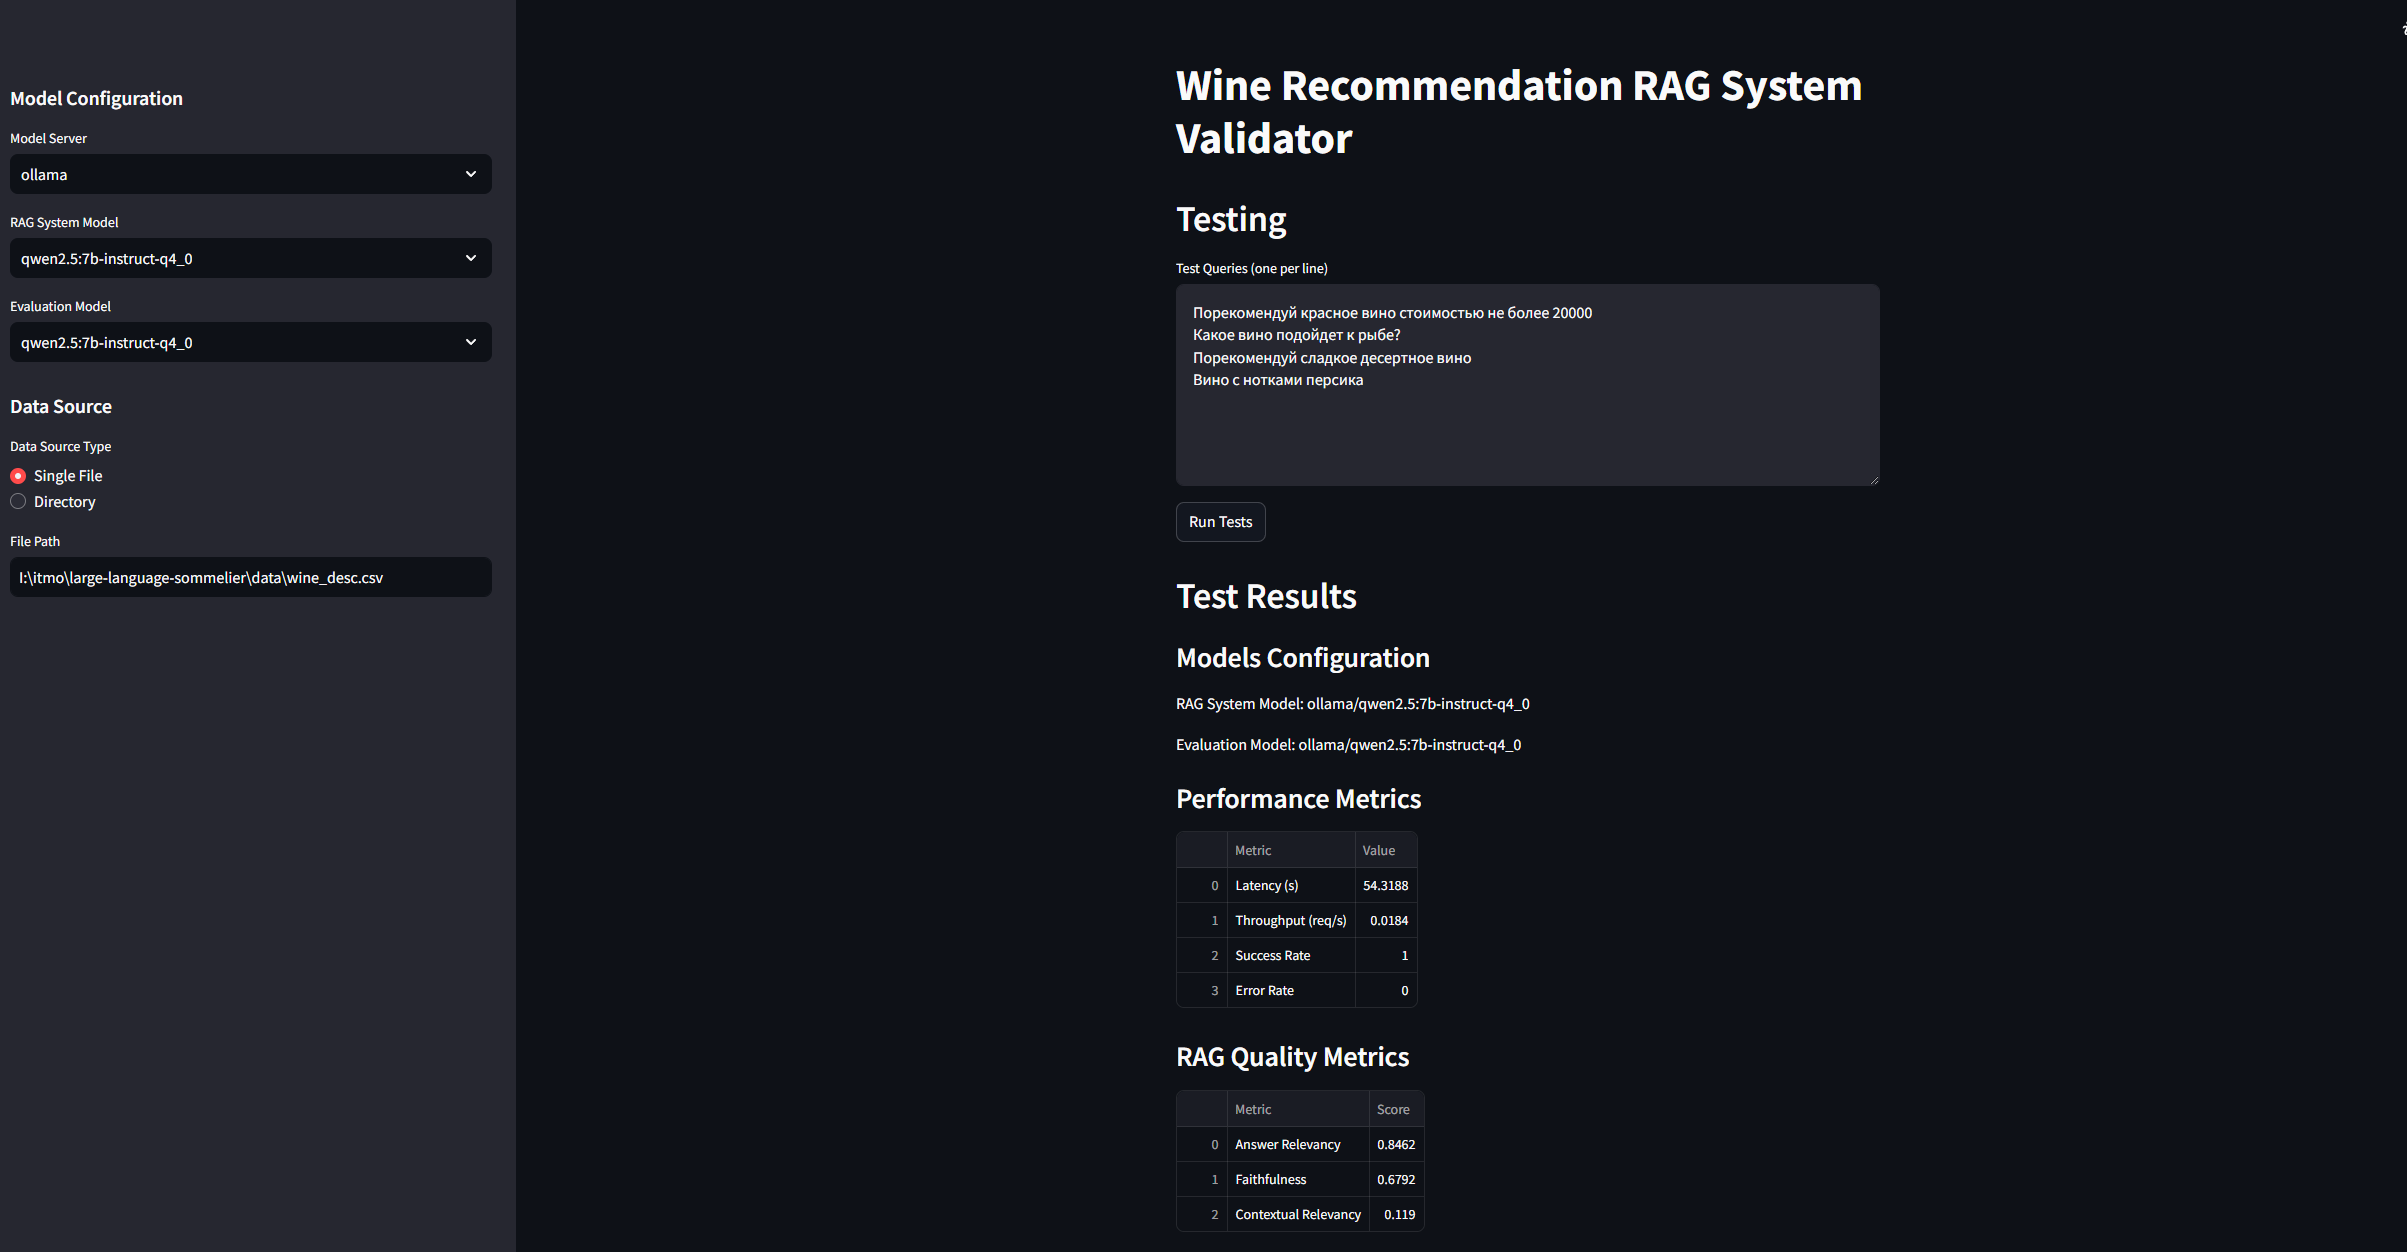 Model Configuration
Model Server
ollama
RAG System Model
qwen2.5:7b-instruct-q4_0
Evaluation Model
qwen2.5:7b-instruct-q4_0
Data Source
Data Source Type
Single File
Directory
File Path
I:\itmo\large-language-sommelier\data\wine_desc.csv
Wine Recommendation RAG System
Validator
Testing
Test Queries (one per line)
Порекомендуй красное вино стоимостью не более 20000
Какое вино подойдет к рыбе?
Порекомендуй сладкое десертное вино
Вино с нотками персика
Run Tests
Test Results
Models Configuration
RAG System Model: ollama/qwen2.5:7b-instruct-q4_0
Evaluation Model: ollama/qwen2.5:7b-instruct-q4_0
Performance Metrics
Metric Value
0 Latency (s) 54.3188
1 Throughput (req/s) 0.0184
2 Success Rate 1
3 Error Rate 0
RAG Quality Metrics
Metric Score
0 Answer Relevancy 0.8462
1 Faithfulness 0.6792
2 Contextual Relevancy 0.119